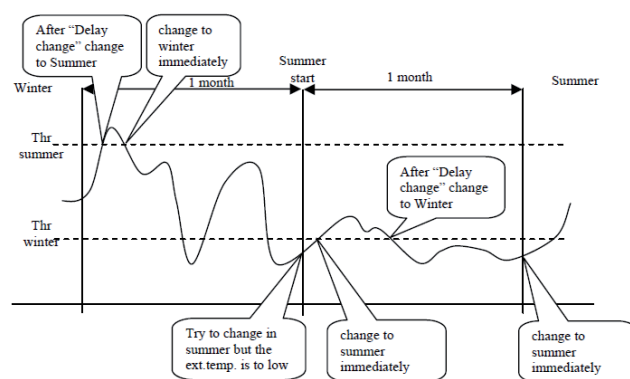 After “Delay
change” change
to Summer
change to
winter
immediately
Summer
start
Winter
1 month
1 month
Summer
Thr
summer
After “Delay
change” change
to Winter
Thr
winter
Try to change in
summer but the
ext.temp. is to low
change to
summer
immediately
change to
summer
immediately